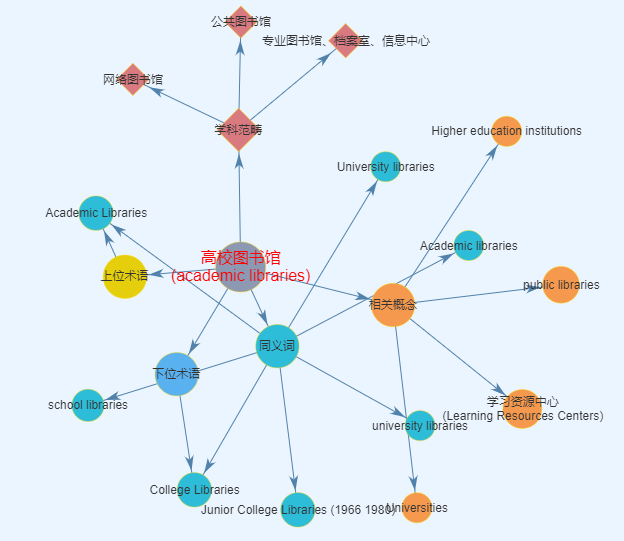 公共图书馆
专业图书馆、档案室、信息中心
网络图书馆
学科范畴
Higher education institutions
University libraries
Academic Libraries
Academic libraries
高校图书馆
(academic libraries)
上位术语
public libraries
相关概念
同义词
下位术语
学习资源中心
(Learning Resources Centers)
school libraries
university libraries
College Libraries
Junior College Libraries (1966 1980)
Universities